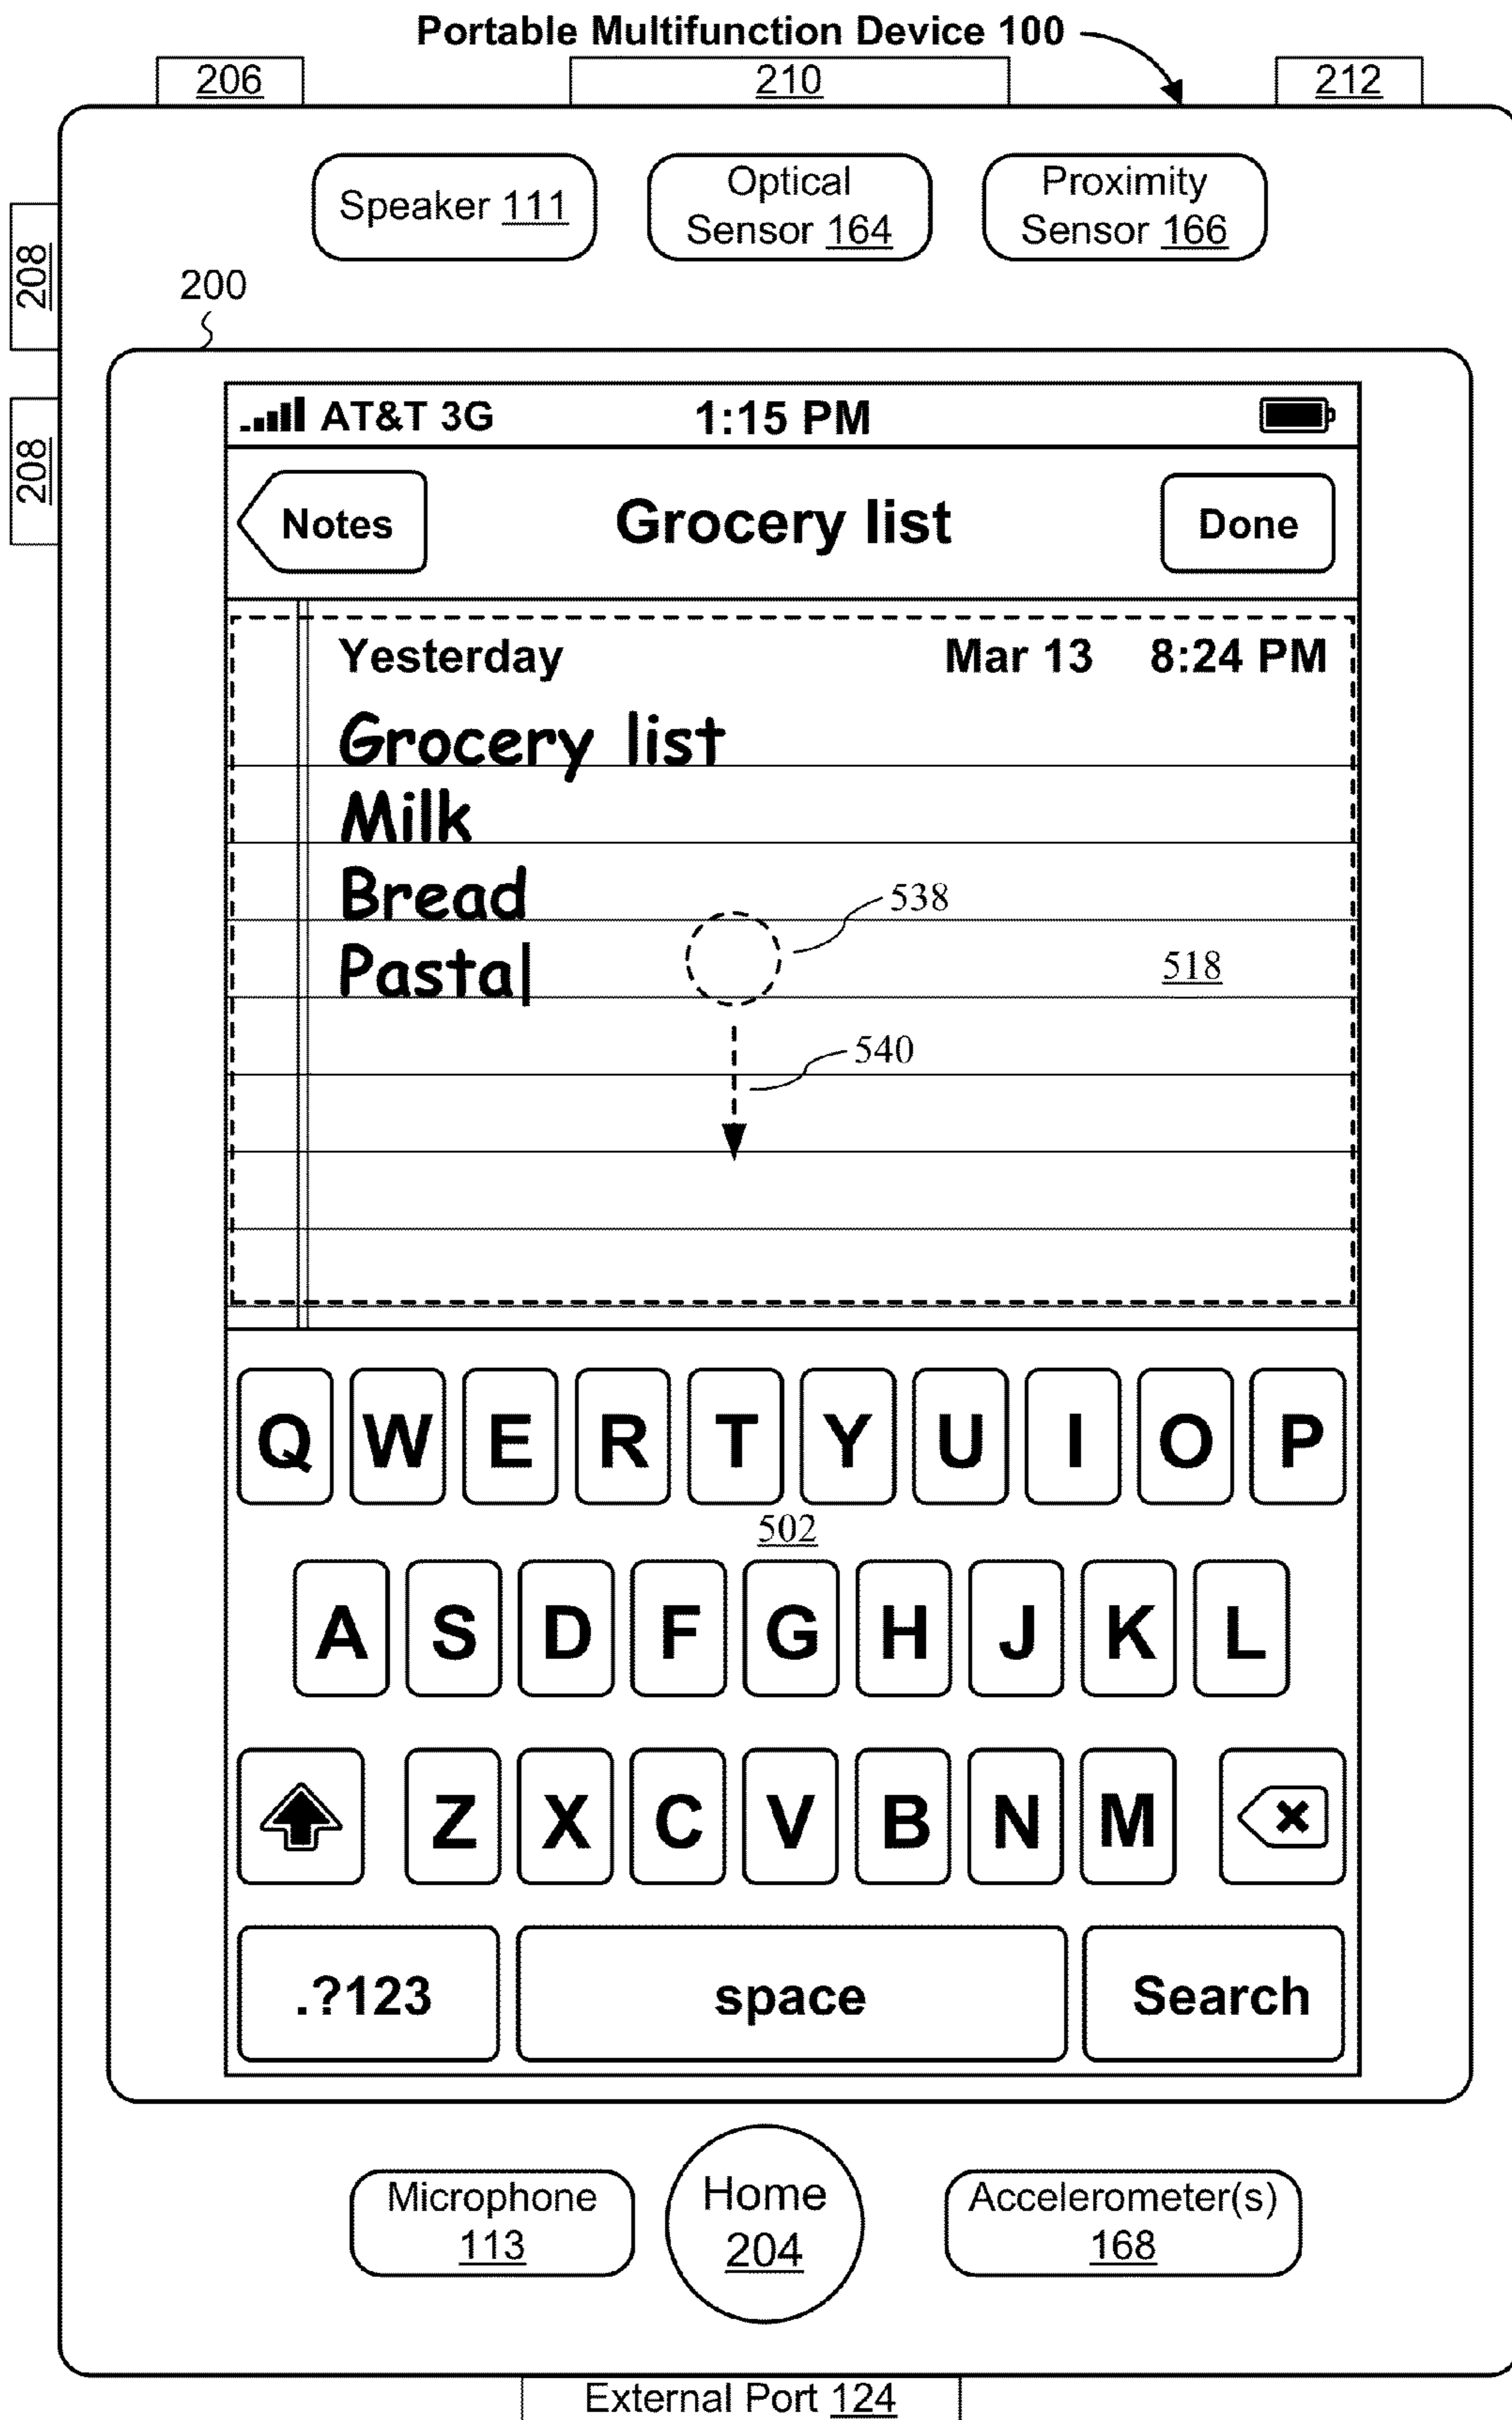 Portable Multifunction Device 100
206 210 212
Speaker 111
Optical
Sensor 164
Proximity
Sensor 166
208
200
208
AT&T 3G 1:15 PM
Notes Grocery list Done
Yesterday Mar 13 8:24 PM
Grocery list
Milk
Bread
538
Pasta
518
540
Q W E R T Y U I O P
502
A S D F G H J K L
Z X C V B N M
.?123 space Search
Microphone
113
Home
204
Accelerometer(s)
168
External Port 124